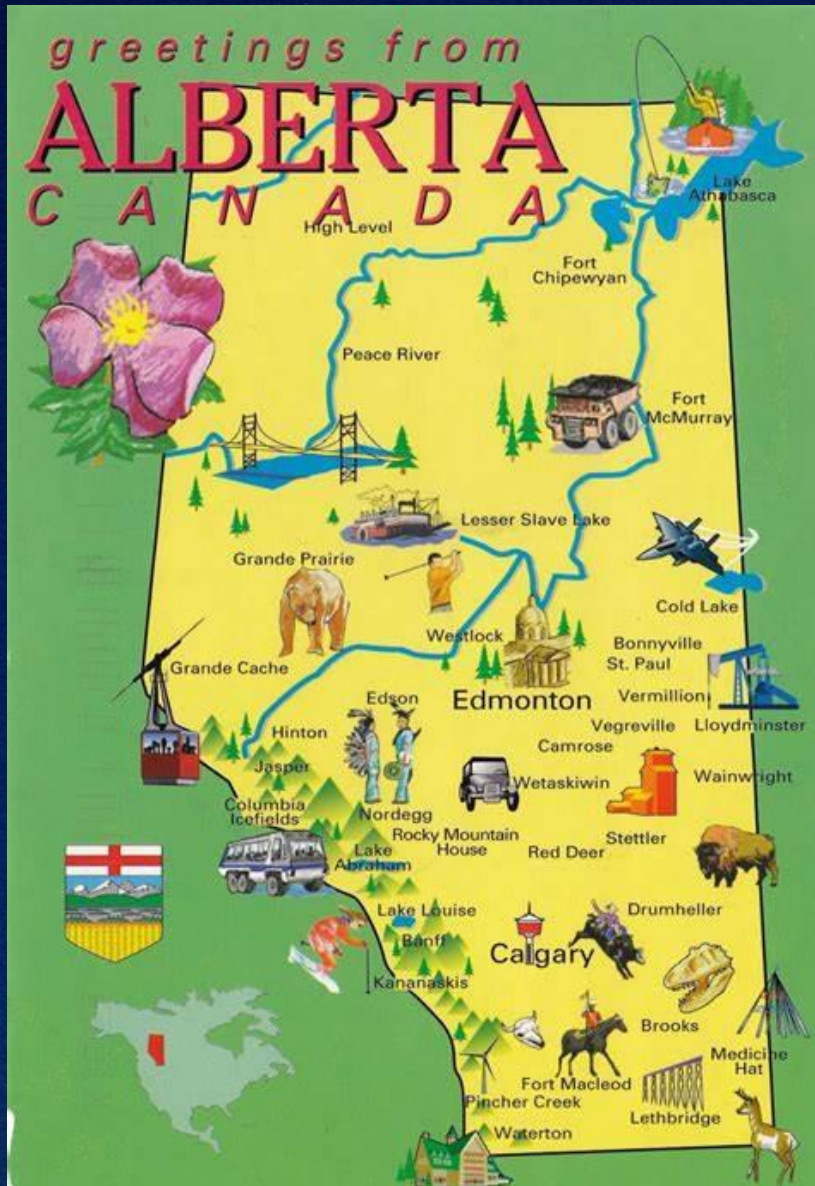 greetings from
ALBERTA
CANADA
Lake
Athabasca
High Level
Fort
Chipewyan
Peace River
Fort
McMurray
Lesser Slave Lake
Grande Prairie
Cold Lake
Westlock
Bonnyville
St. Paul
Grande Cache
Edson
Edmonton
Vermillion
Vegreville
Lloydminster
Hinton
Camrose
Jasper
Wetaskiwin
Wainwright
Columbia
Icefields
Nordegg
Rocky Mountain
House
Stettler
Red Deer
Lake
Abraham
Lake Louise
Drumheller
Banff
Calgary
Kananaskis
Brooks
Medicine
Hat
Fort Macleod
Pincher Creek
Lethbridge
Waterton